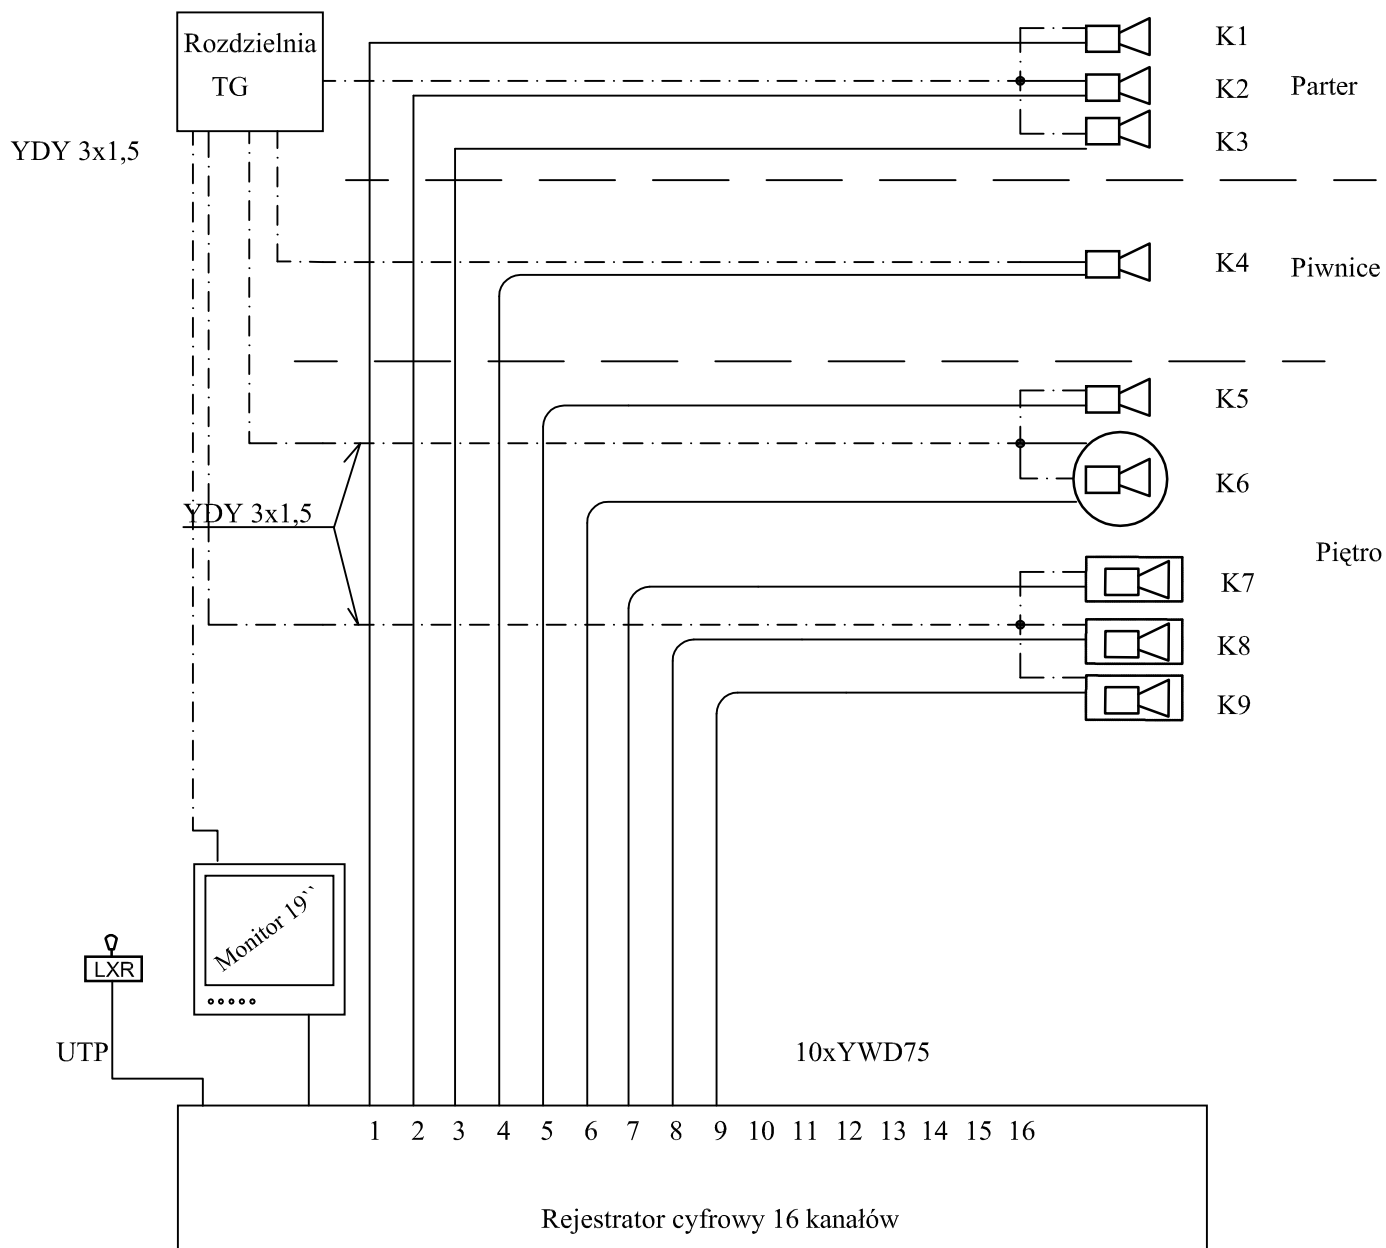 Rozdzielnia
TG
YDY 3x1,5
K1
K2
Parter
K3
K4
Piwnice
K5
K6
YDY 3x1,5
Piętro
K7
K8
K9
Monitor 19``
LXR
UTP
10xYWD75
1 2 3 4 5 6 7 8 9 10 11 12 13 14 15 16
Rejestrator cyfrowy 16 kanałów